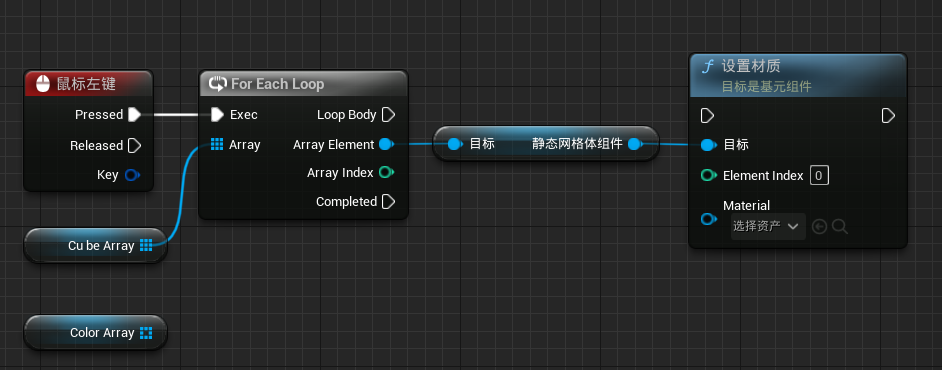 鼠标左键
Pressed
Released
Key
For Each Loop
Exec
Loop Body
Array
Array Element
Array Index
Completed
目标
静态网格体组件
设置材质
目标是基元组件
目标
Element Index 0
Material
选择资产
Cu be Array
Color Array